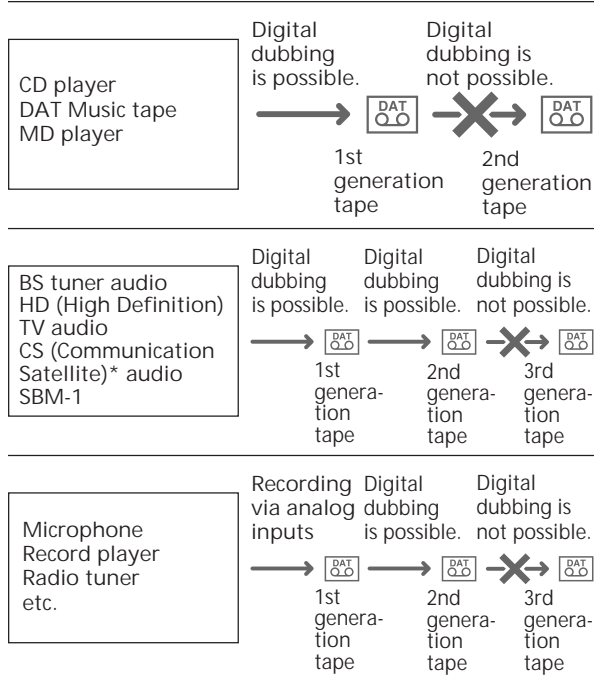 CD player
DAT Music tape
MD player
Digital
dubbing
is possible.
DAT
Digital
dubbing is
not possible.
DAT
1st
generation
tape
2nd
generation
tape
BS tuner audio
HD (High Definition)
TV audio
CS (Communication
Satellite)* audio
SBM-1
Digital
dubbing
is possible.
DAT
1st
genera-
tion
tape
Digital
dubbing
is possible.
DAT
2nd
genera-
tion
tape
Digital
dubbing is
not possible.
DAT
3rd
genera-
tion
tape
Microphone
Record player
Radio tuner
etc.
Recording
via analog
inputs
DAT
1st
genera-
tion
tape
Digital
dubbing
is possible.
DAT
2nd
genera-
tion
tape
Digital
dubbing is
not possible.
DAT
3rd
genera-
tion
tape